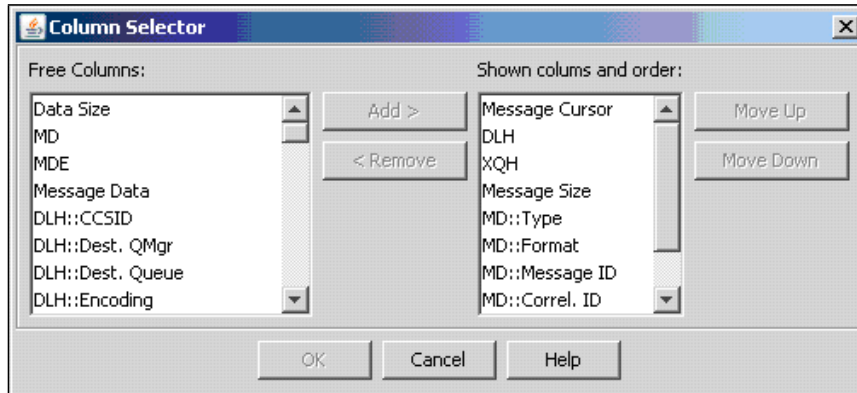 Column Selector
Free Columns:
Data Size
MD
MDE
Message Data
DLH::CCSID
DLH::Dest. QMgr
DLH::Dest. Queue
DLH::Encoding
Add >
< Remove
Shown colums and order:
Message Cursor
DLH
XQH
Message Size
MD::Type
MD::Format
MD::Message ID
MD::Correl. ID
Move Up
Move Down
OK
Cancel
Help